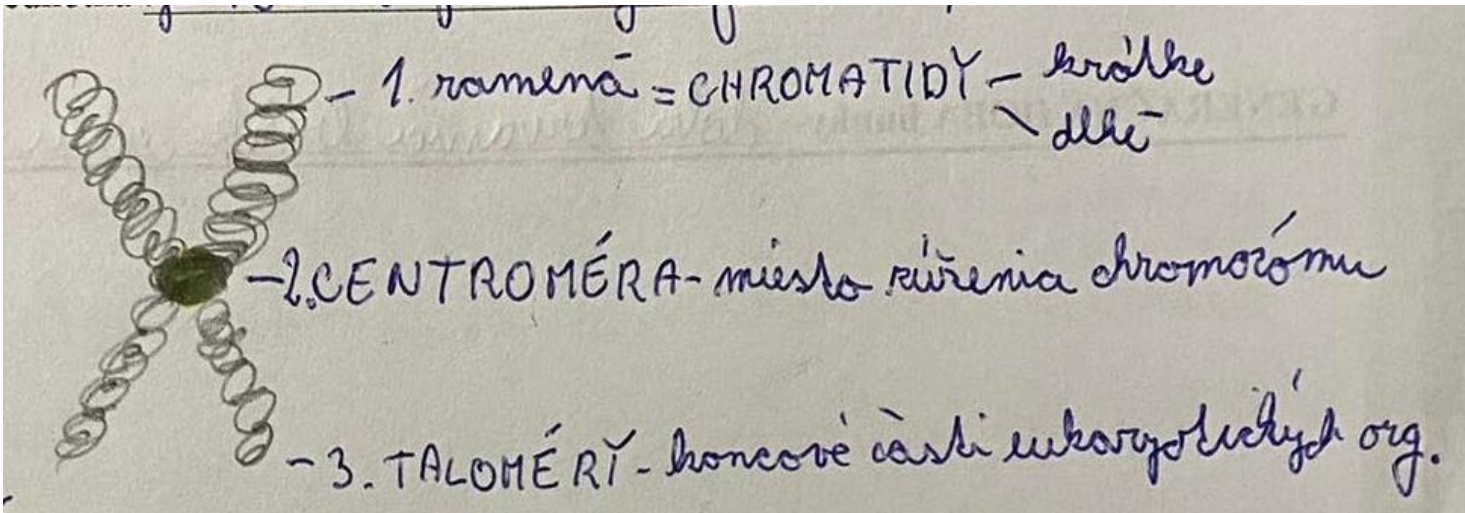 - 1. ramená = CHROMATIDY - krátke
\ dlhé
-2. CENTROMÉRA - miesto zúženia chromozómu
-3. TALOMÉRY - koncové časti eukaryotických org.